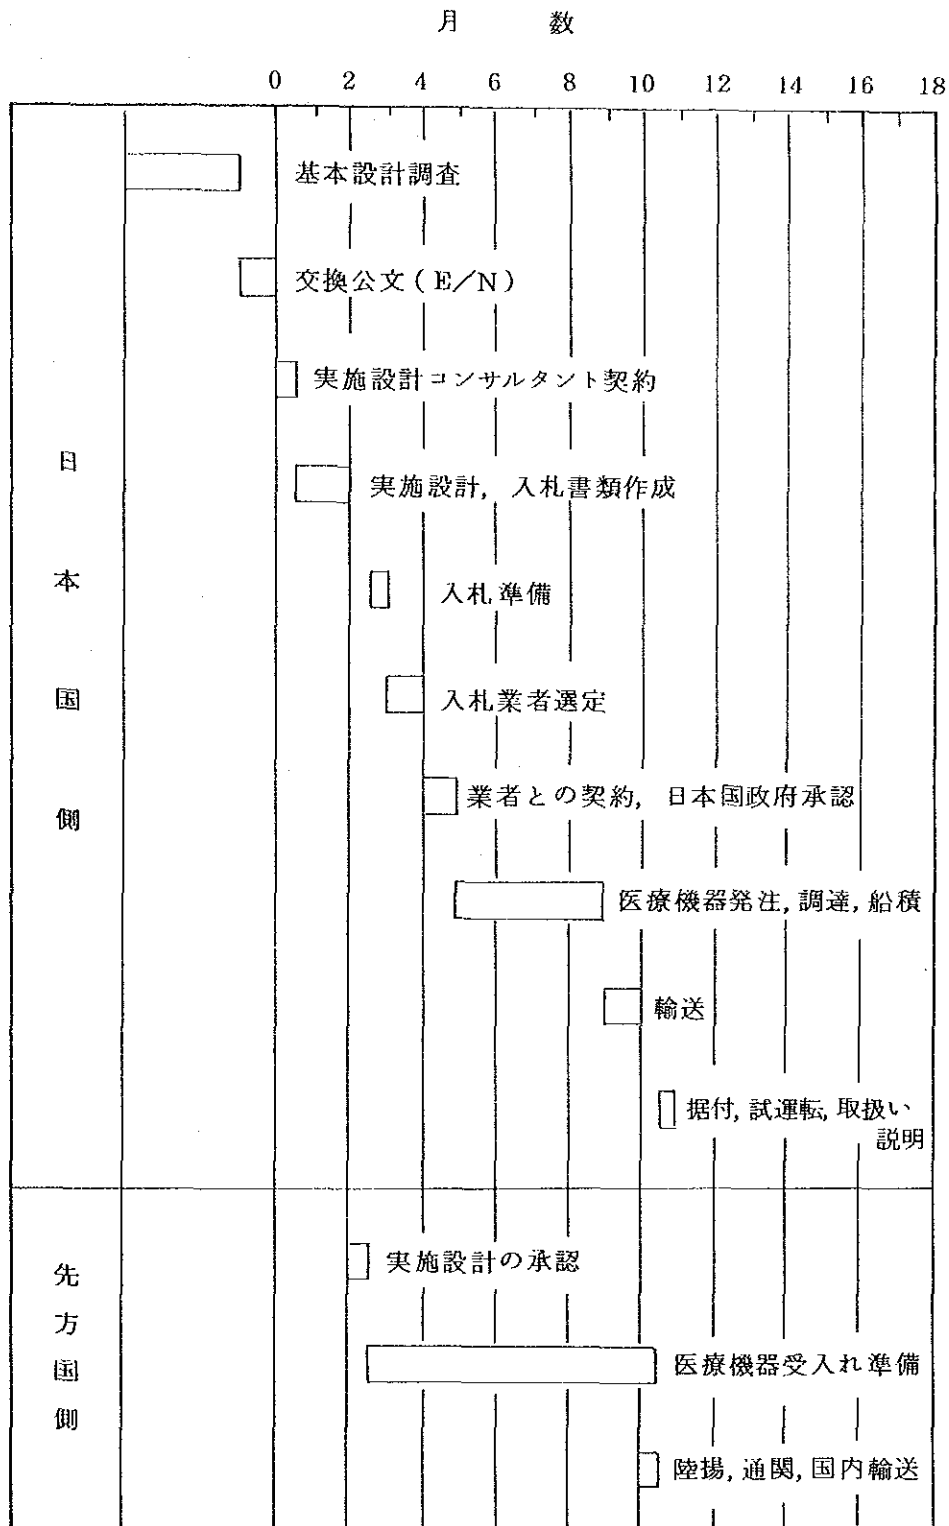 月 数
0 2 4 6 8 10 12 14 16 18
日本国側
基本設計調査
交換公文(E/N)
実施設計コンサルタント契約
実施設計, 入札書類作成
入札準備
入札業者選定
業者との契約, 日本国政府承認
医療機器発注, 調達, 船積
輸送
据付, 試運転, 取扱い
説明
先方国側
実施設計の承認
医療機器受入れ準備
陸揚, 通関, 国内輸送